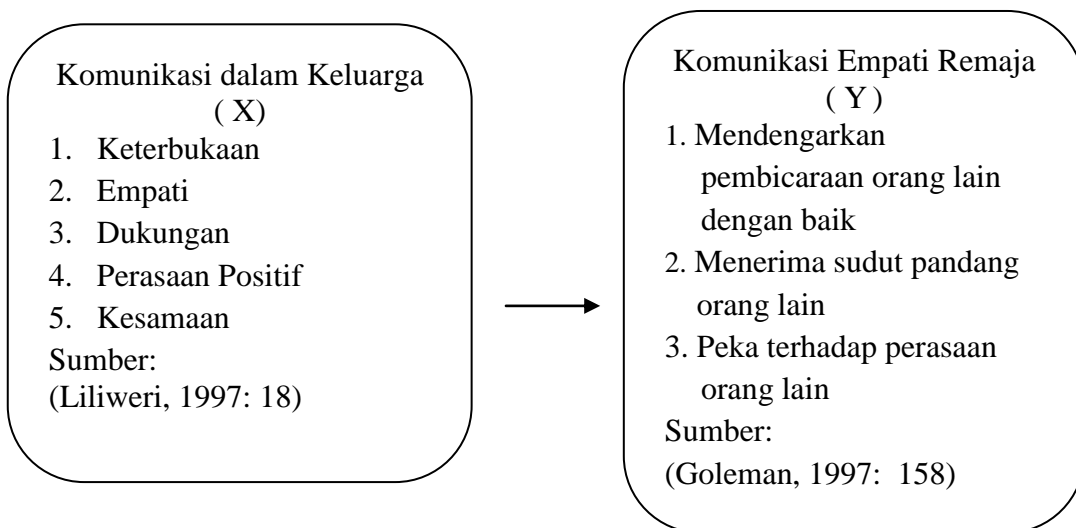 Komunikasi dalam Keluarga
( X)
1. Keterbukaan
2. Empati
3. Dukungan
4. Perasaan Positif
5. Kesamaan
Sumber:
(Liliweri, 1997: 18)
Komunikasi Empati Remaja
( Y )
1. Mendengarkan
pembicaraan orang lain
dengan baik
2. Menerima sudut pandang
orang lain
3. Peka terhadap perasaan
orang lain
Sumber:
(Goleman, 1997: 158)